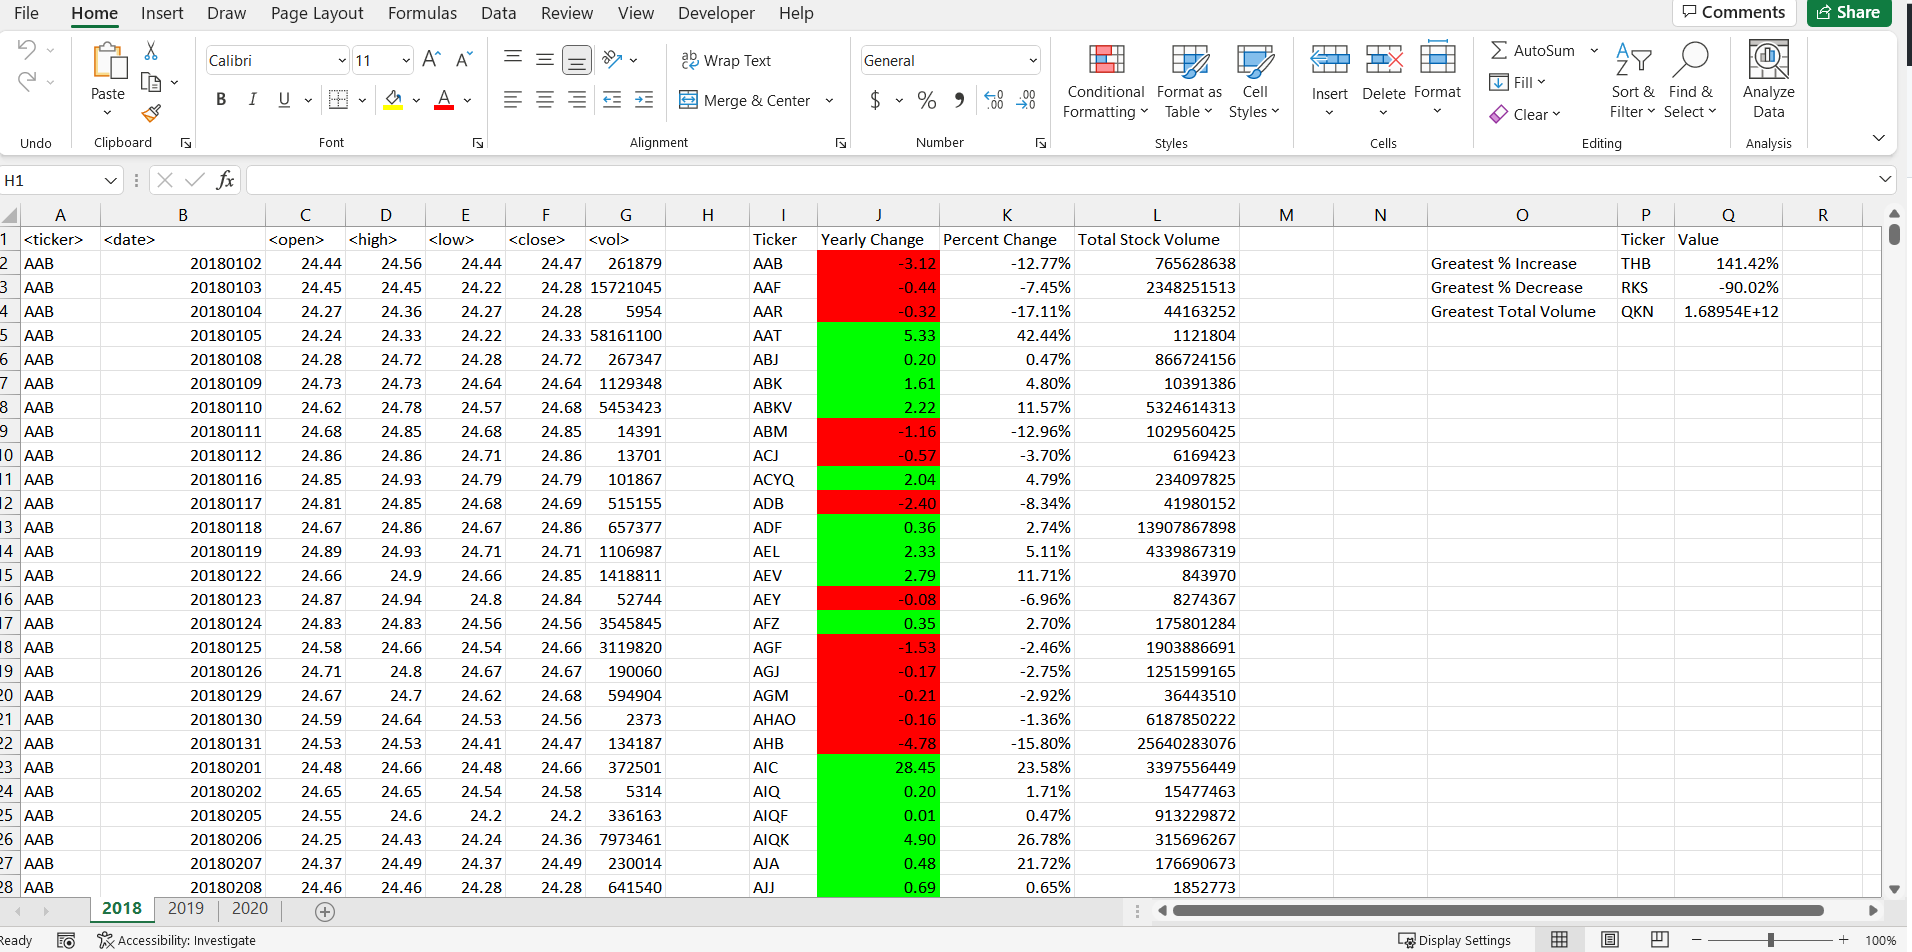 File Home Insert Draw Page Layout Formulas Data Review View Developer Help Comments Share
Calibri 11 Wrap Text General AutoSum
Paste B I U Merge & Center $ % Conditional Formatting Format as Table Cell Styles Insert Delete Format Fill Clear Sort & Filter Find & Select Analyze Data
Undo Clipboard Font Alignment Number Styles Cells Editing Analysis
H1 fx
A B C D E F G H I J K L M N O P Q R
1 <ticker> <date> <open> <high> <low> <close> <vol> Ticker Yearly Change Percent Change Total Stock Volume Ticker Value
2 AAB 20180102 24.44 24.56 24.44 24.47 261879 AAB -3.12 -12.77% 765628638 Greatest % Increase THB 141.42%
3 AAB 20180103 24.45 24.45 24.22 24.28 15721045 AAF -0.44 -7.45% 2348251513 Greatest % Decrease RKS -90.02%
4 AAB 20180104 24.27 24.36 24.27 24.28 5954 AAR -0.32 -17.11% 44163252 Greatest Total Volume QKN 1.68954E+12
5 AAB 20180105 24.24 24.33 24.22 24.33 58161100 AAT 5.33 42.44% 1121804
6 AAB 20180108 24.28 24.72 24.28 24.72 267347 ABJ 0.20 0.47% 866724156
7 AAB 20180109 24.73 24.73 24.64 24.64 1129348 ABK 1.61 4.80% 10391386
8 AAB 20180110 24.62 24.78 24.57 24.68 5453423 ABKV 2.22 11.57% 5324614313
9 AAB 20180111 24.68 24.85 24.68 24.85 14391 ABM -1.16 -12.96% 1029560425
10 AAB 20180112 24.86 24.86 24.71 24.86 13701 ACJ -0.57 -3.70% 6169423
11 AAB 20180116 24.85 24.93 24.79 24.79 101867 ACYQ 2.04 4.79% 234097825
12 AAB 20180117 24.81 24.85 24.68 24.69 515155 ADB -2.40 -8.34% 41980152
13 AAB 20180118 24.67 24.86 24.67 24.86 657377 ADF 0.36 2.74% 13907867898
14 AAB 20180119 24.89 24.93 24.71 24.71 1106987 AEL 2.33 5.11% 4339867319
15 AAB 20180122 24.66 24.9 24.66 24.85 1418811 AEV 2.79 11.71% 843970
16 AAB 20180123 24.87 24.94 24.8 24.84 52744 AEY -0.08 -6.96% 8274367
17 AAB 20180124 24.83 24.83 24.56 24.56 3545845 AFZ 0.35 2.70% 175801284
18 AAB 20180125 24.58 24.66 24.54 24.66 3119820 AGF -1.53 -2.46% 1903886691
19 AAB 20180126 24.71 24.8 24.67 24.67 190060 AGJ -0.17 -2.75% 1251599165
20 AAB 20180129 24.67 24.7 24.62 24.68 594904 AGM -0.21 -2.92% 36443510
21 AAB 20180130 24.59 24.64 24.53 24.56 2373 AHAO -0.16 -1.36% 6187850222
22 AAB 20180131 24.53 24.53 24.41 24.47 134187 AHB -4.78 -15.80% 25640283076
23 AAB 20180201 24.48 24.66 24.48 24.66 372501 AIC 28.45 23.58% 3397556449
24 AAB 20180202 24.65 24.65 24.54 24.58 5314 AIQ 0.20 1.71% 15477463
25 AAB 20180205 24.55 24.6 24.2 24.2 336163 AIQF 0.01 0.47% 913229872
26 AAB 20180206 24.25 24.43 24.24 24.36 7973461 AIQK 4.90 26.78% 315696267
27 AAB 20180207 24.37 24.49 24.37 24.49 230014 AJA 0.48 21.72% 176690673
28 AAB 20180208 24.46 24.46 24.28 24.28 641540 AJJ 0.69 0.65% 1852773
2018 2019 2020
Ready Accessibility: Investigate Display Settings 100%